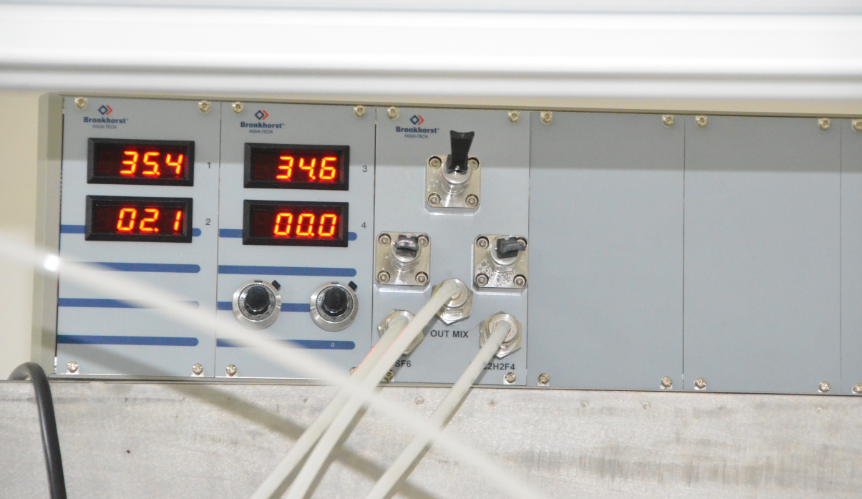 Bronkhorst
HIGH-TECH
35.4 1
02.1 2
Bronkhorst
HIGH-TECH
34.6 3
00.0 4
Bronkhorst
HIGH-TECH
OUT MIX
SF6
C2H2F4